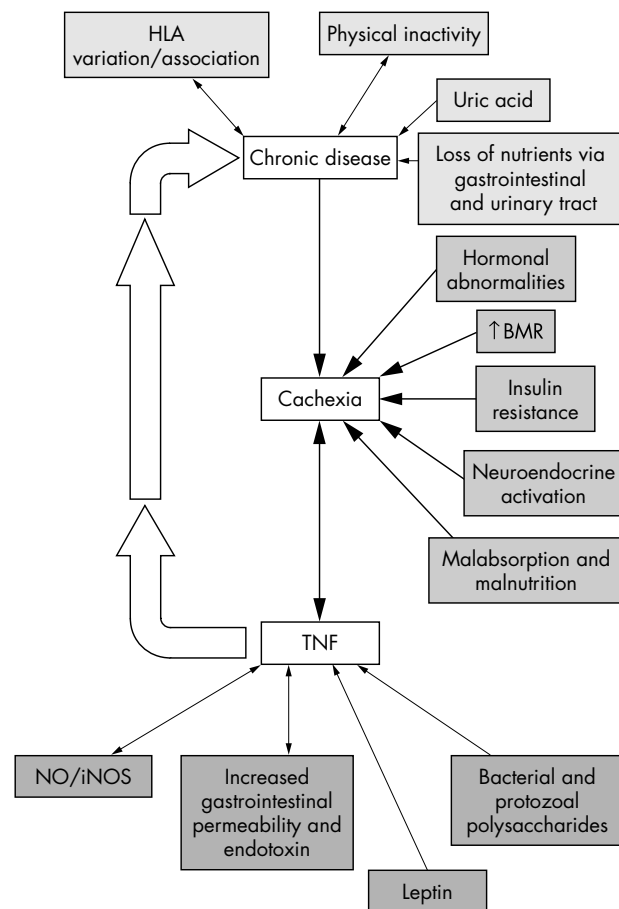 HLA
variation/association
Physical inactivity
Uric acid
Chronic disease
Loss of nutrients via
gastrointestinal
and urinary tract
Hormonal
abnormalities
↑BMR
Cachexia
Insulin
resistance
Neuroendocrine
activation
Malabsorption and
malnutrition
TNF
NO/iNOS
Increased
gastrointestinal
permeability and
endotoxin
Leptin
Bacterial and
protozoal
polysaccharides